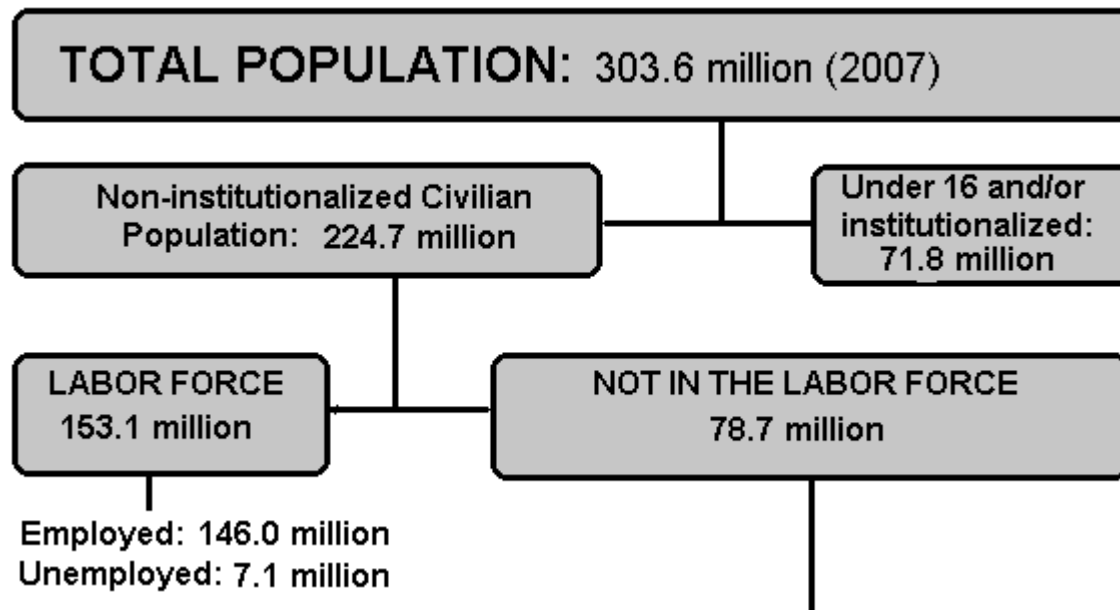 TOTAL POPULATION: 303.6 million (2007)
Non-institutionalized Civilian
Population: 224.7 million
Under 16 and/or
institutionalized:
71.8 million
LABOR FORCE
153.1 million
NOT IN THE LABOR FORCE
78.7 million
Employed: 146.0 million
Unemployed: 7.1 million